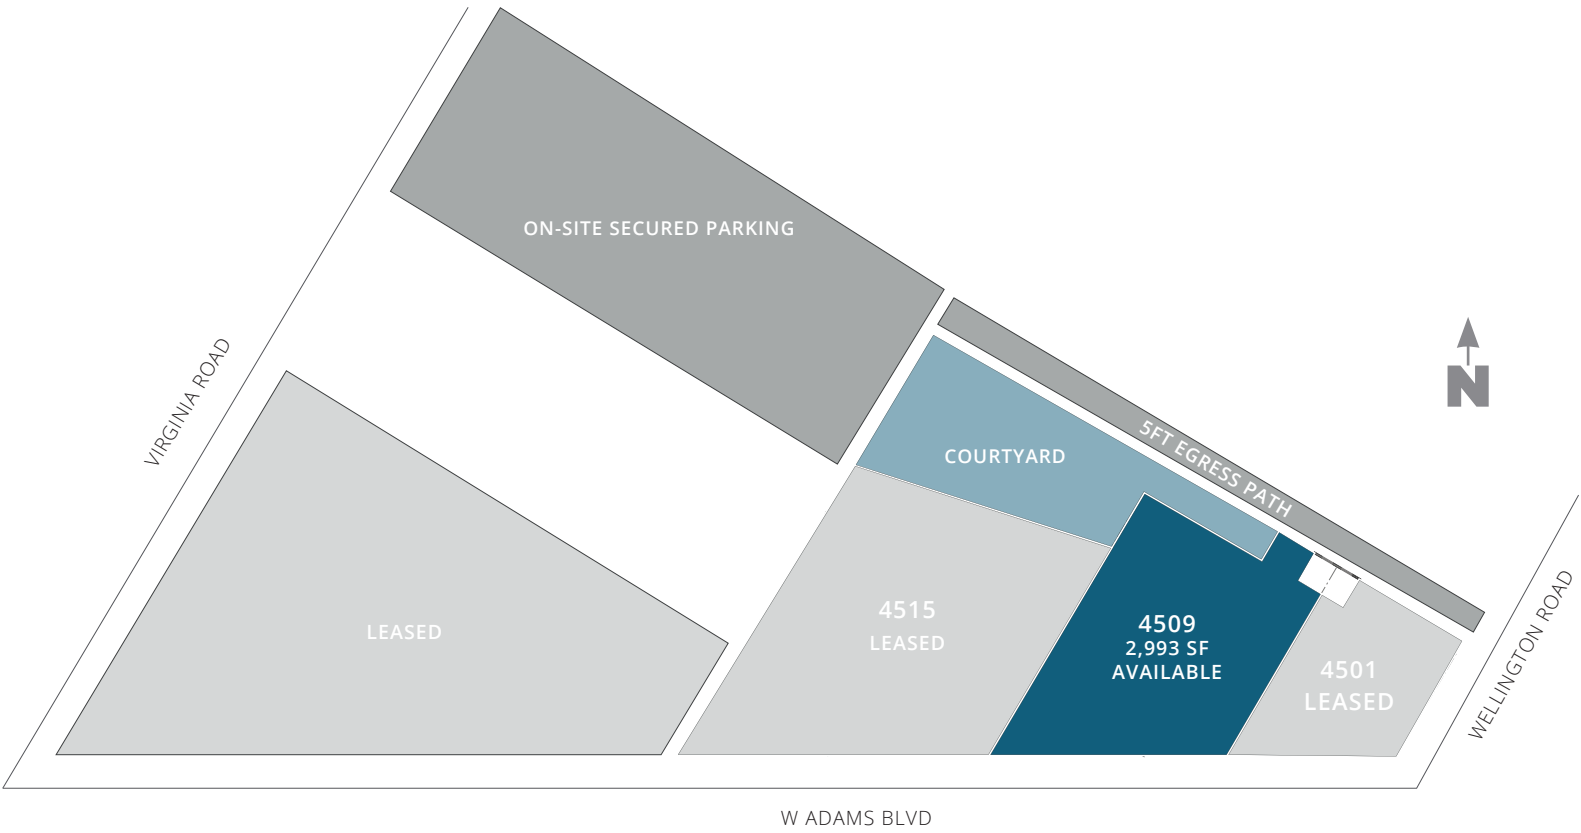 ON-SITE SECURED PARKING
VIRGINIA ROAD
N
5FT EGRESS PATH
COURTYARD
LEASED
4515
LEASED
4509
2,993 SF
AVAILABLE
4501
LEASED
WELLINGTON ROAD
W ADAMS BLVD